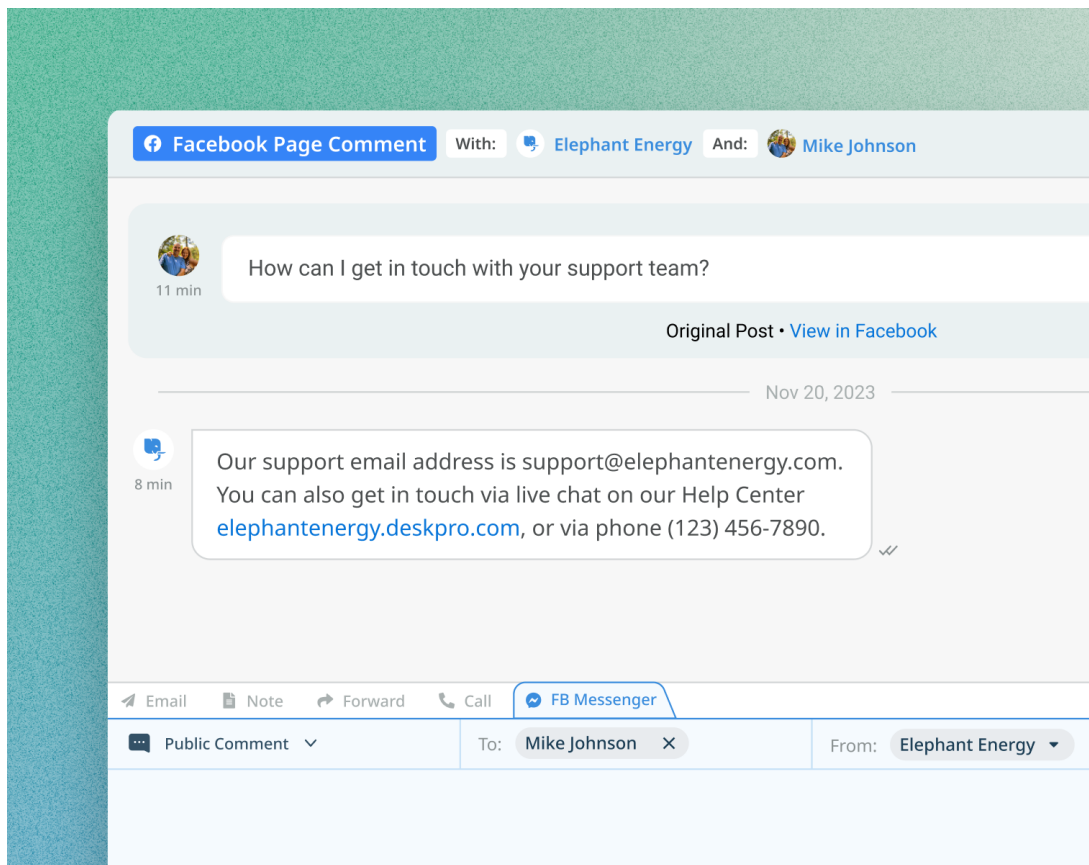 Facebook Page Comment With: Elephant Energy And: Mike Johnson
How can I get in touch with your support team?
11 min
Original Post • View in Facebook
Nov 20, 2023
Our support email address is support@elephantenergy.com.
You can also get in touch via live chat on our Help Center
elephantenergy.deskpro.com, or via phone (123) 456-7890.
8 min
Email Note Forward Call FB Messenger
Public Comment To: Mike Johnson From: Elephant Energy